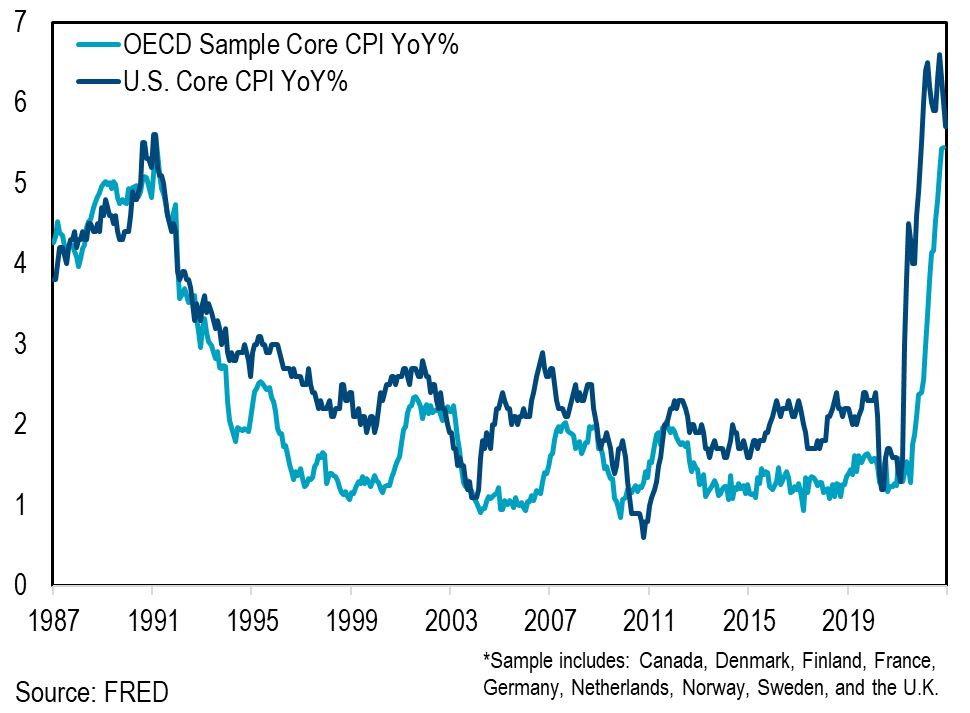 7
6
5
4
3
2
1
0
OECD Sample Core CPI YoY%
U.S. Core CPI YoY%
1987 1991 1995 1999 2003 2007 2011 2015 2019
*Sample includes: Canada, Denmark, Finland, France,
Germany, Netherlands, Norway, Sweden, and the U.K.
Source: FRED